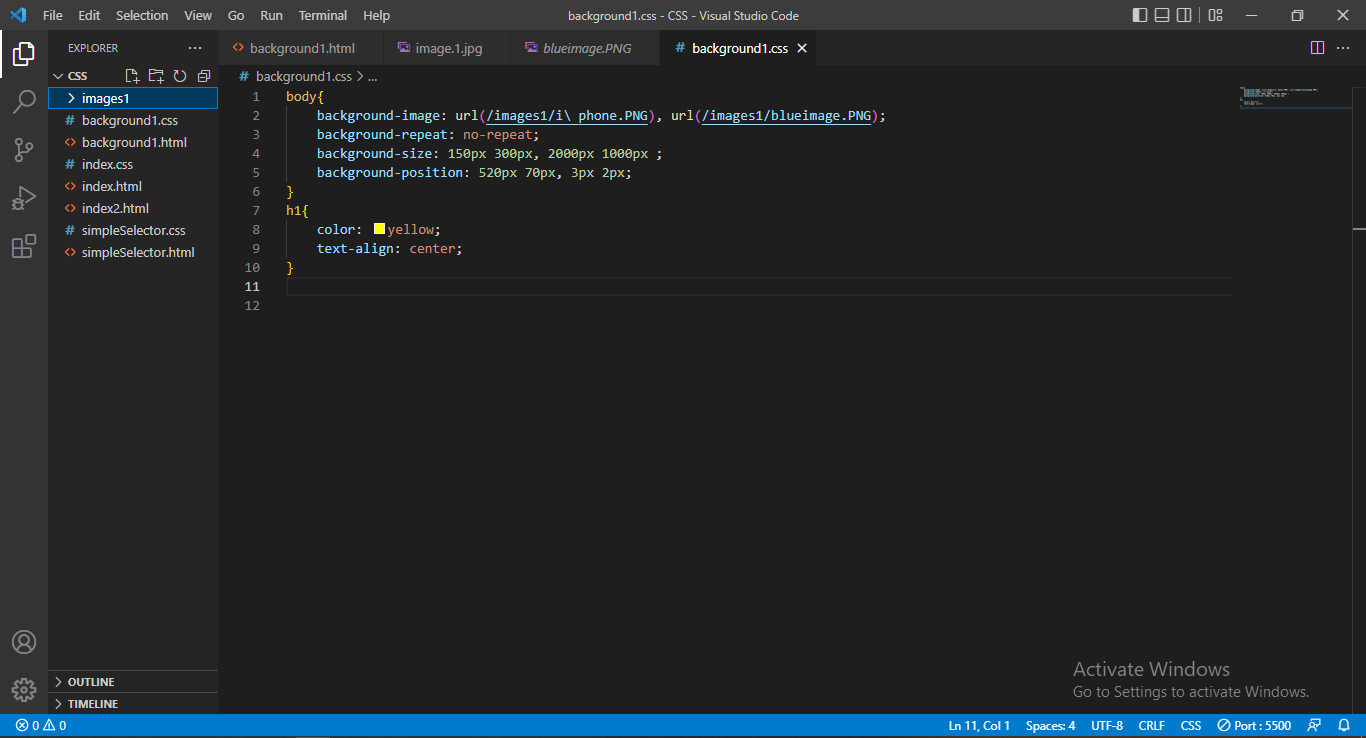 File Edit Selection View Go Run Terminal Help background1.css - CSS - Visual Studio Code
EXPLORER
background1.html image.1.jpg blueimage.PNG # background1.css
CSS
# background1.css > ...
images1
# background1.css
background1.html
# index.css
index.html
index2.html
# simpleSelector.css
simpleSelector.html
1 body{
2 background-image: url(/images1/i\ phone.PNG), url(/images1/blueimage.PNG);
3 background-repeat: no-repeat;
4 background-size: 150px 300px, 2000px 1000px ;
5 background-position: 520px 70px, 3px 2px;
6 }
7 h1{
8 color: yellow;
9 text-align: center;
10 }
11
12
OUTLINE
TIMELINE
Activate Windows
Go to Settings to activate Windows.
0 0 Ln 11, Col 1 Spaces: 4 UTF-8 CRLF CSS Port : 5500